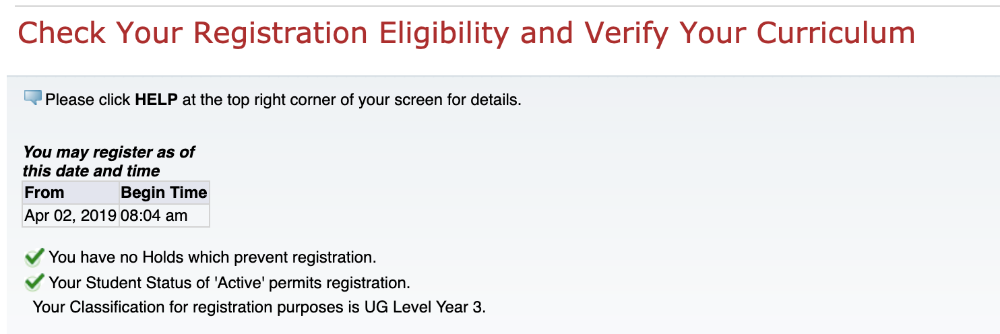 Check Your Registration Eligibility and Verify Your Curriculum
Please click HELP at the top right corner of your screen for details.
You may register as of
this date and time
From Begin Time
Apr 02, 2019 08:04 am
You have no Holds which prevent registration.
Your Student Status of 'Active' permits registration.
Your Classification for registration purposes is UG Level Year 3.